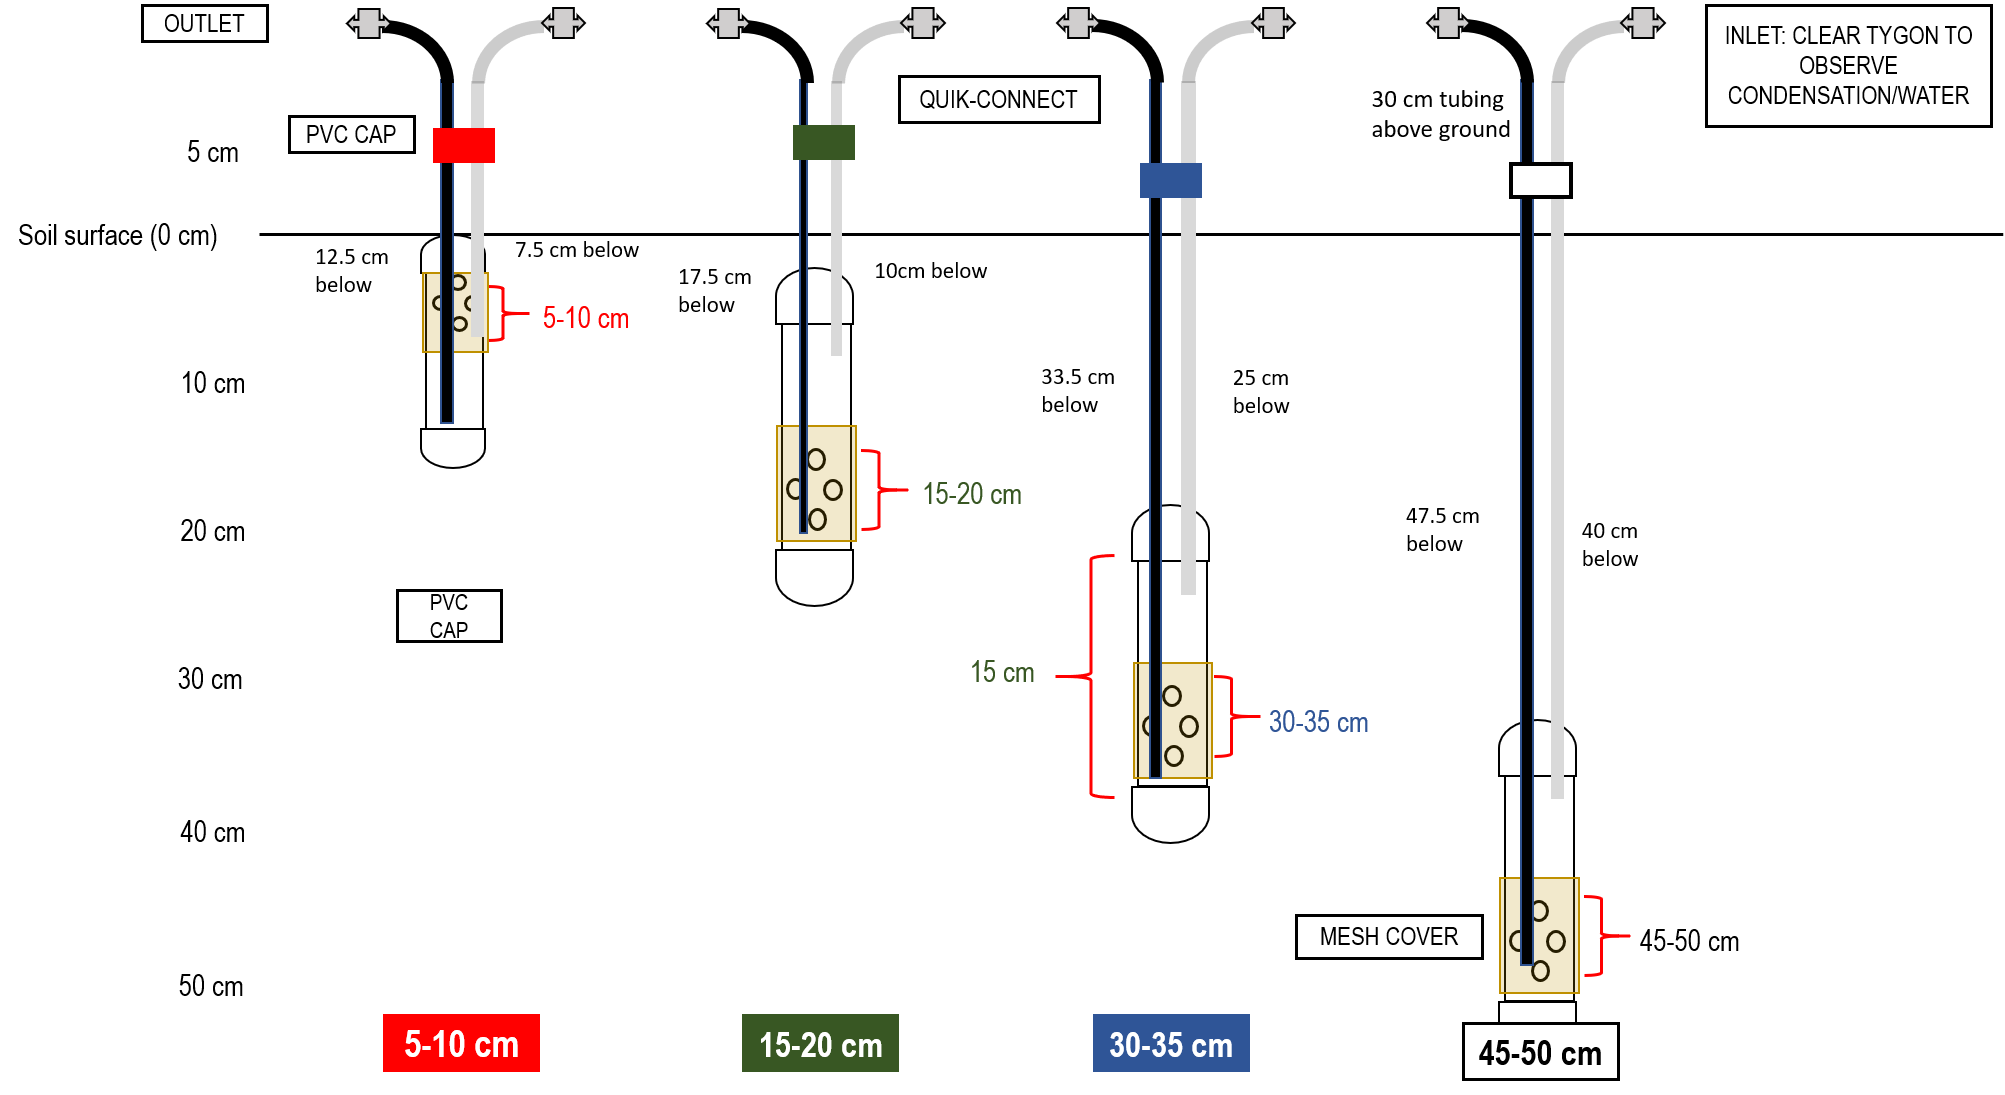 OUTLET
INLET: CLEAR TYGON TO
OBSERVE
CONDENSATION/WATER
QUIK-CONNECT
30 cm tubing
above ground
PVC CAP
5 cm
Soil surface (0 cm)
12.5 cm
below
7.5 cm below
17.5 cm
below
10cm below
5-10 cm
10 cm
33.5 cm
below
25 cm
below
15-20 cm
20 cm
47.5 cm
below
40 cm
below
PVC
CAP
30 cm
15 cm
30-35 cm
40 cm
MESH COVER
45-50 cm
50 cm
5-10 cm
15-20 cm
30-35 cm
45-50 cm